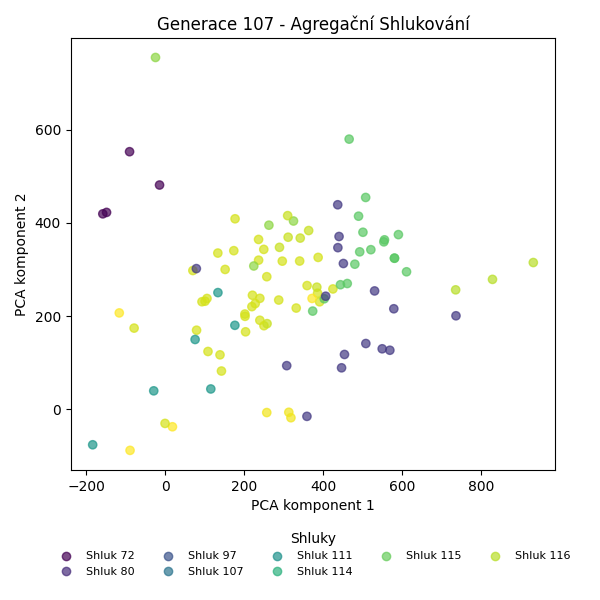 Generace 107 - Agregační Shlukování
PCA komponent 2
600
400
200
0
−200 0 200 400 600 800
PCA komponent 1
Shluky
Shluk 72 Shluk 97 Shluk 111 Shluk 115 Shluk 116
Shluk 80 Shluk 107 Shluk 114